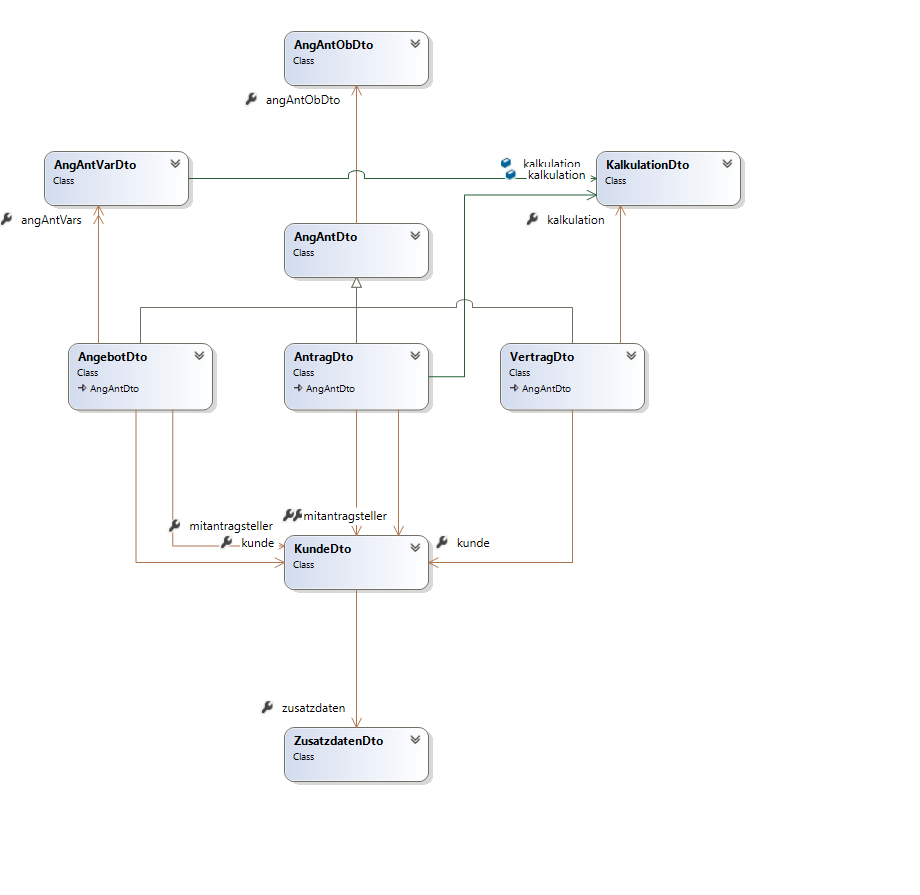 AngAntObDto
Class
angAntObDto
AngAntVarDto
Class
kalkulation
kalkulation
KalkulationDto
Class
angAntVars
kalkulation
AngAntDto
Class
AngebotDto
Class
AngAntDto
AntragDto
Class
AngAntDto
VertragDto
Class
AngAntDto
mitantragsteller
mitantragsteller
kunde
kunde
KundeDto
Class
zusatzdaten
ZusatzdatenDto
Class